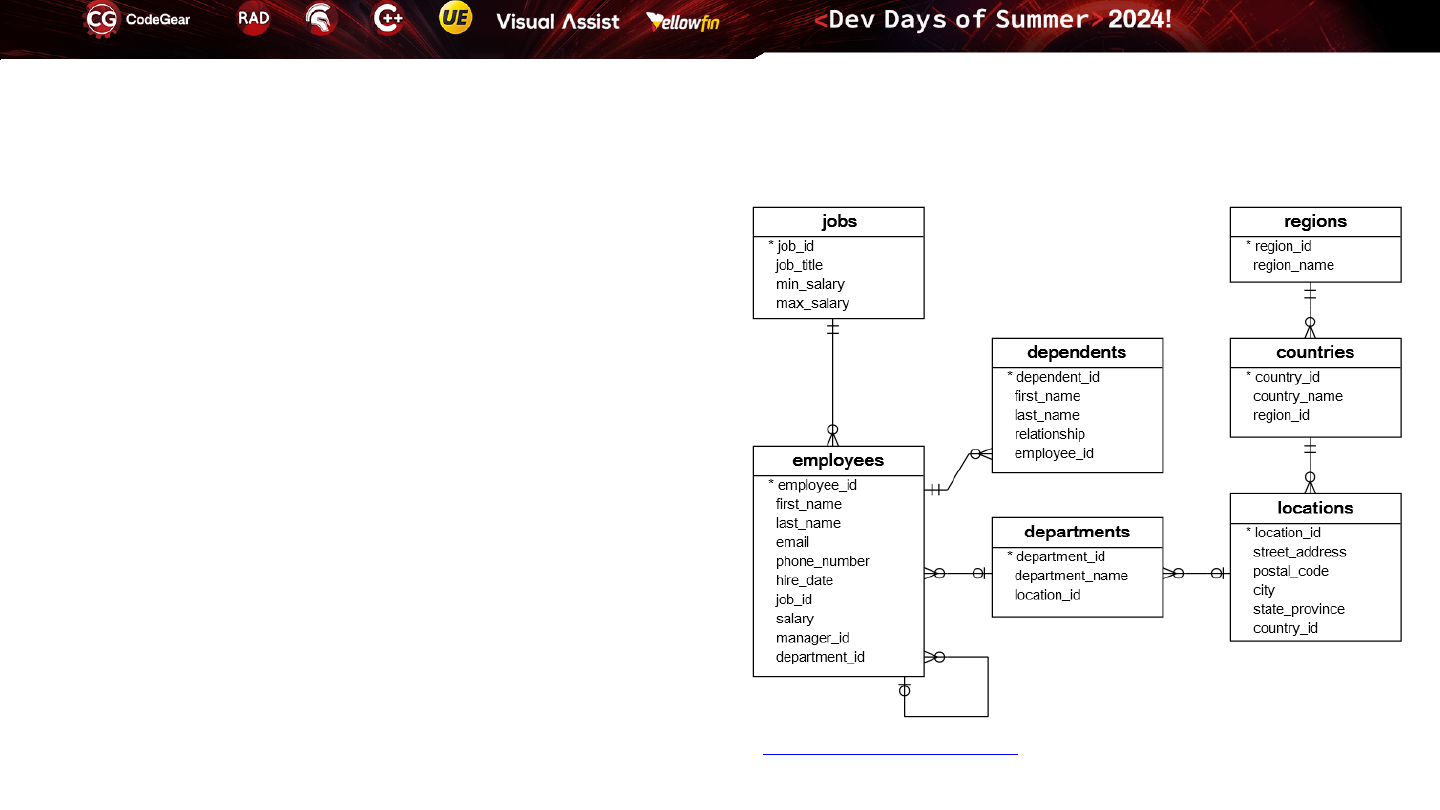 CG CodeGear RAD C++ UE Visual Assist Yellowfin <Dev Days of Summer> 2024!
jobs
* job_id
job_title
min_salary
max_salary
regions
* region_id
region_name
dependents
* dependent_id
first_name
last_name
relationship
employee_id
countries
* country_id
country_name
region_id
employees
* employee_id
first_name
last_name
email
phone_number
hire_date
job_id
salary
manager_id
department_id
departments
* department_id
department_name
location_id
locations
* location_id
street_address
postal_code
city
state_province
country_id